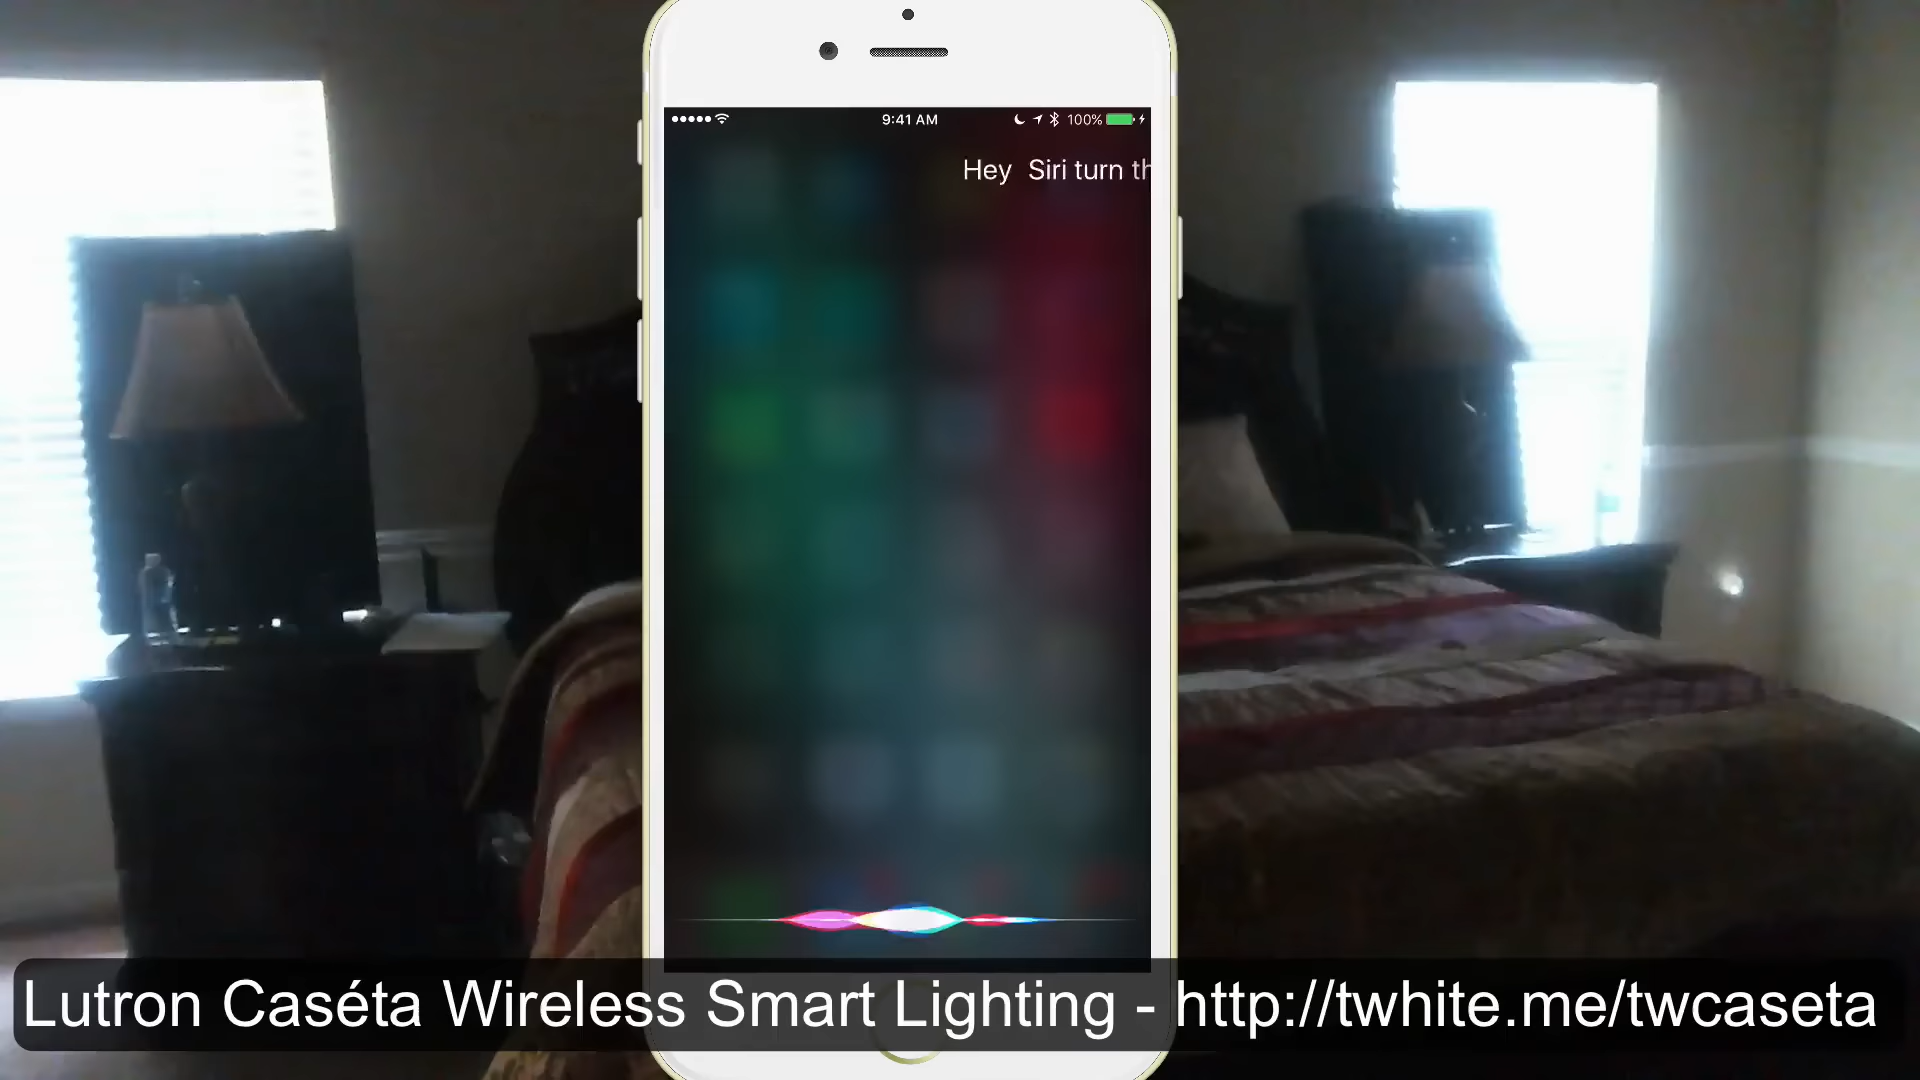 9:41 AM
100%
Hey Siri turn th
Lutron Caséta Wireless Smart Lighting - http://twhite.me/twcaseta